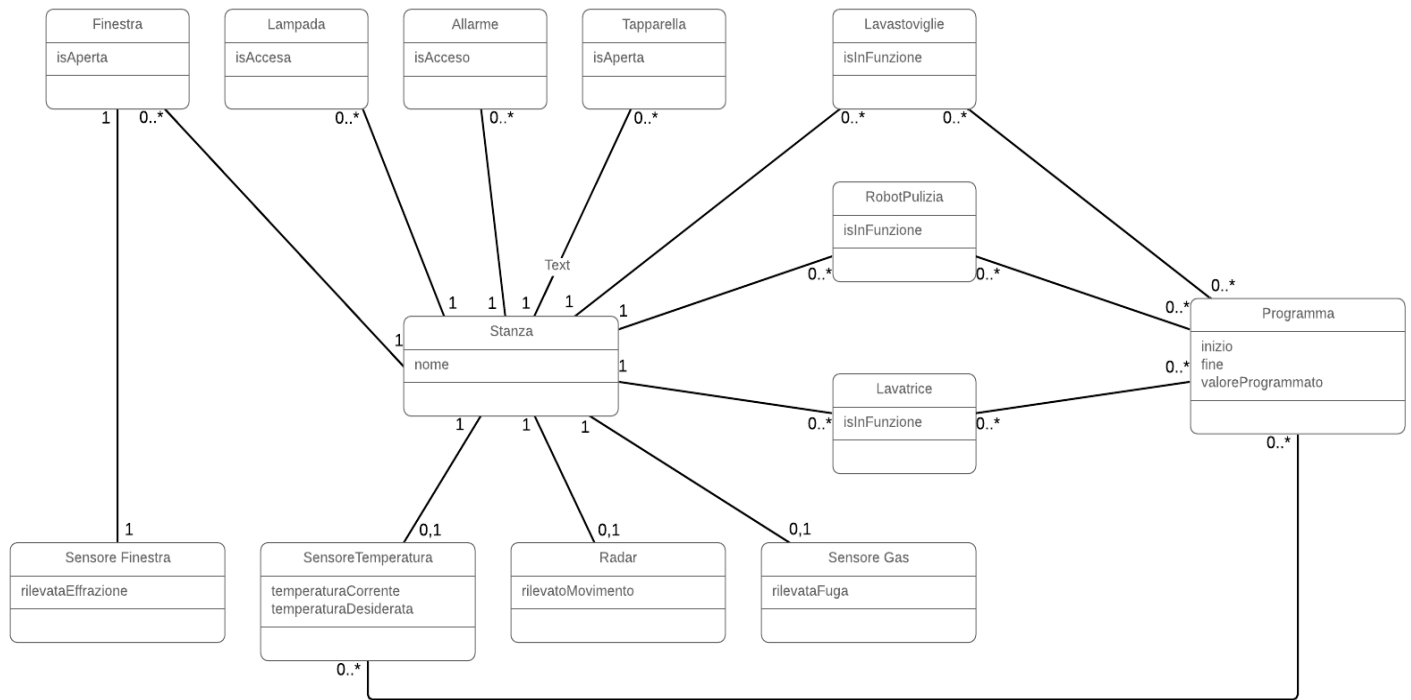 Finestra
isAperta
Lampada
isAccesa
Allarme
isAcceso
Tapparella
isAperta
Lavastoviglie
isInFunzione
1
0..*
0..*
0..*
0..*
0..*
0..*
RobotPulizia
isInFunzione
0..*
0..*
Text
1
1
1
1
1
1
1
Stanza
nome
0..*
0..*
0..*
Programma
inizio
fine
valoreProgrammato
Lavatrice
isInFunzione
0..*
0..*
1
1
1
0..*
1
0,1
0,1
0,1
Sensore Finestra
rilevataEffrazione
SensoreTemperatura
temperaturaCorrente
temperaturaDesiderata
Radar
rilevatoMovimento
Sensore Gas
rilevataFuga
0..*